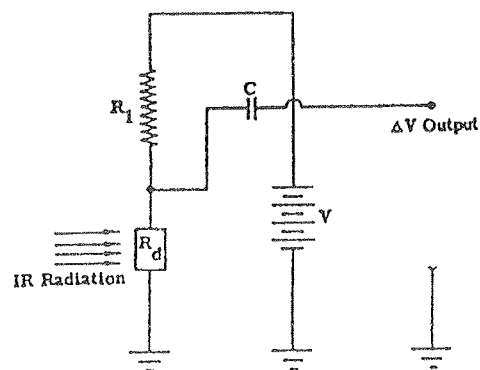 C
R1
ΔV Output
V
Rd
IR Radiation